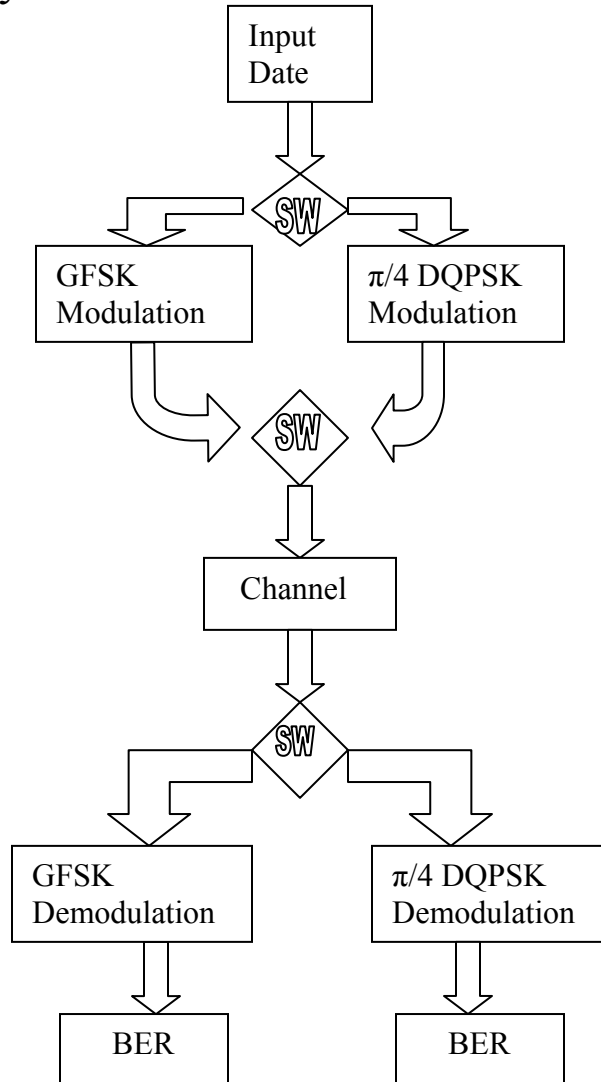 Input
Date
SW
GFSK
Modulation
π/4 DQPSK
Modulation
SW
Channel
SW
GFSK
Demodulation
π/4 DQPSK
Demodulation
BER
BER